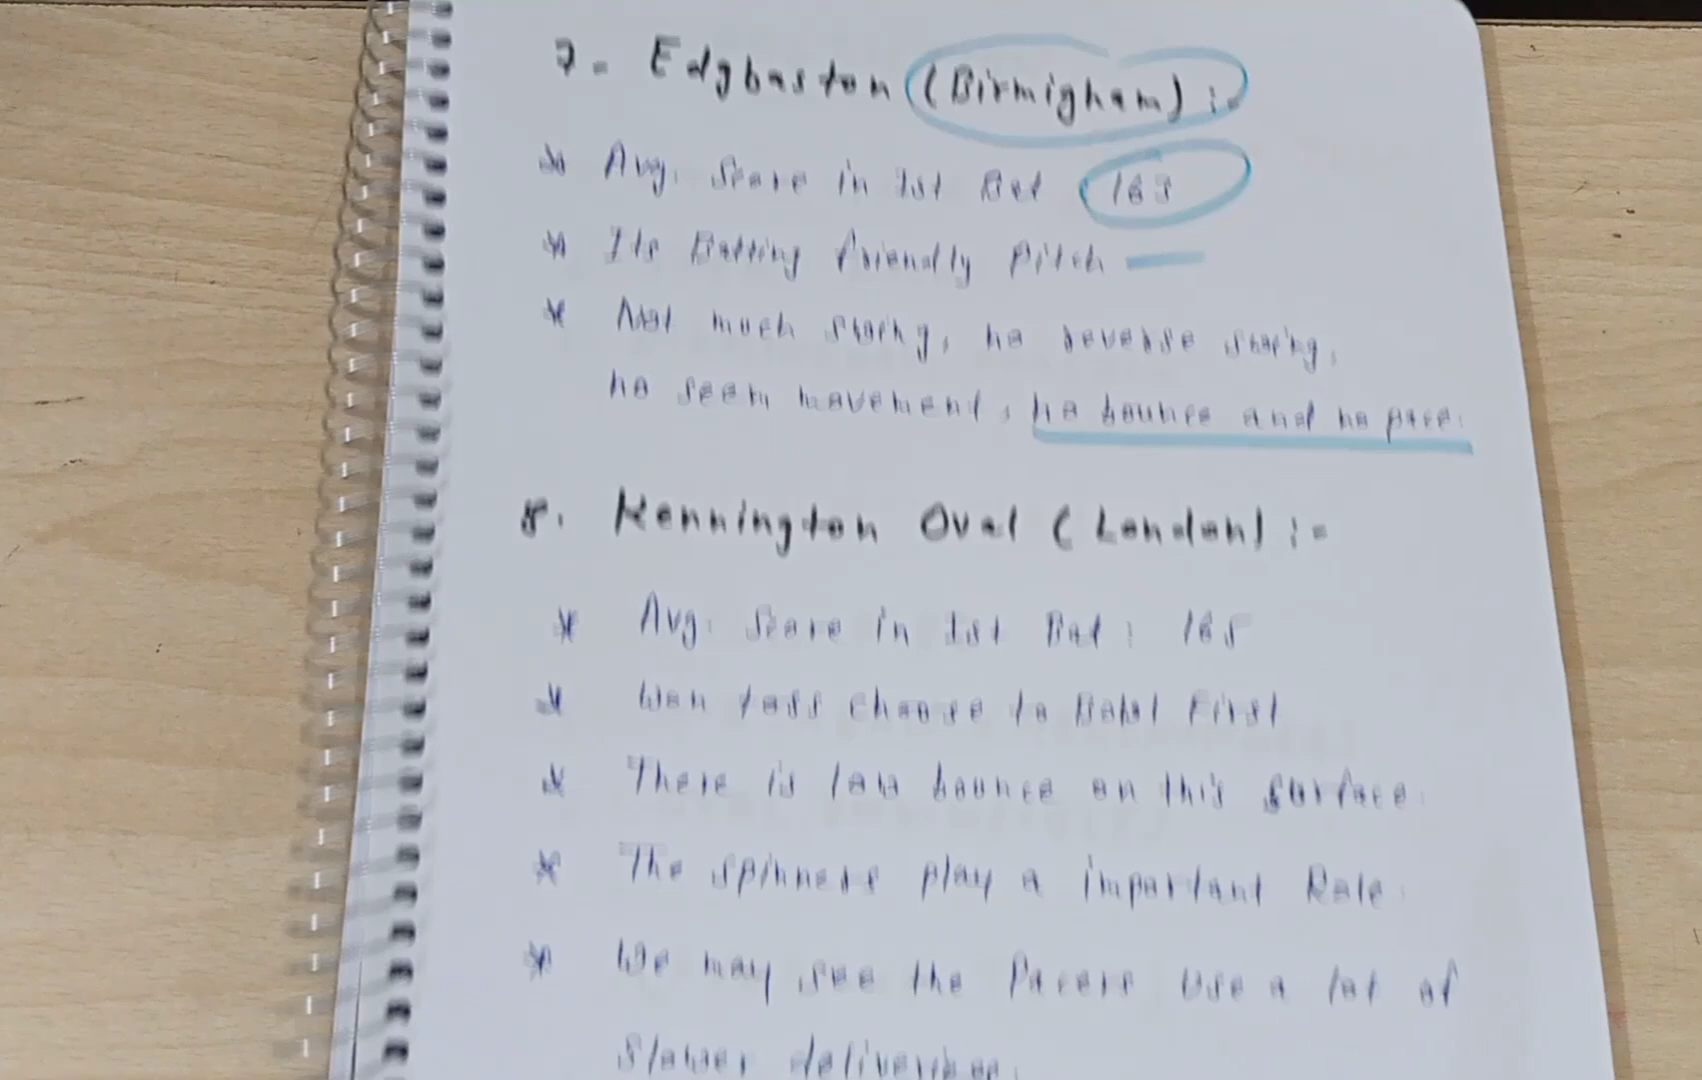 7. Edgbaston (Birmigham) :-
* Avg. Score in 1st Bat 163
* Its Batting friendly Pitch
* Not much swing, no reverse swing,
no seem movement, no bounce and no pace.
8. Kennington Oval (London) :-
* Avg. Score in 1st Bat : 165
* Won toss choose to First
* There is low bounce on this surface.
* The spinners play a important Role.
* We may see the Pacers use a lot of
Slower deliveries.